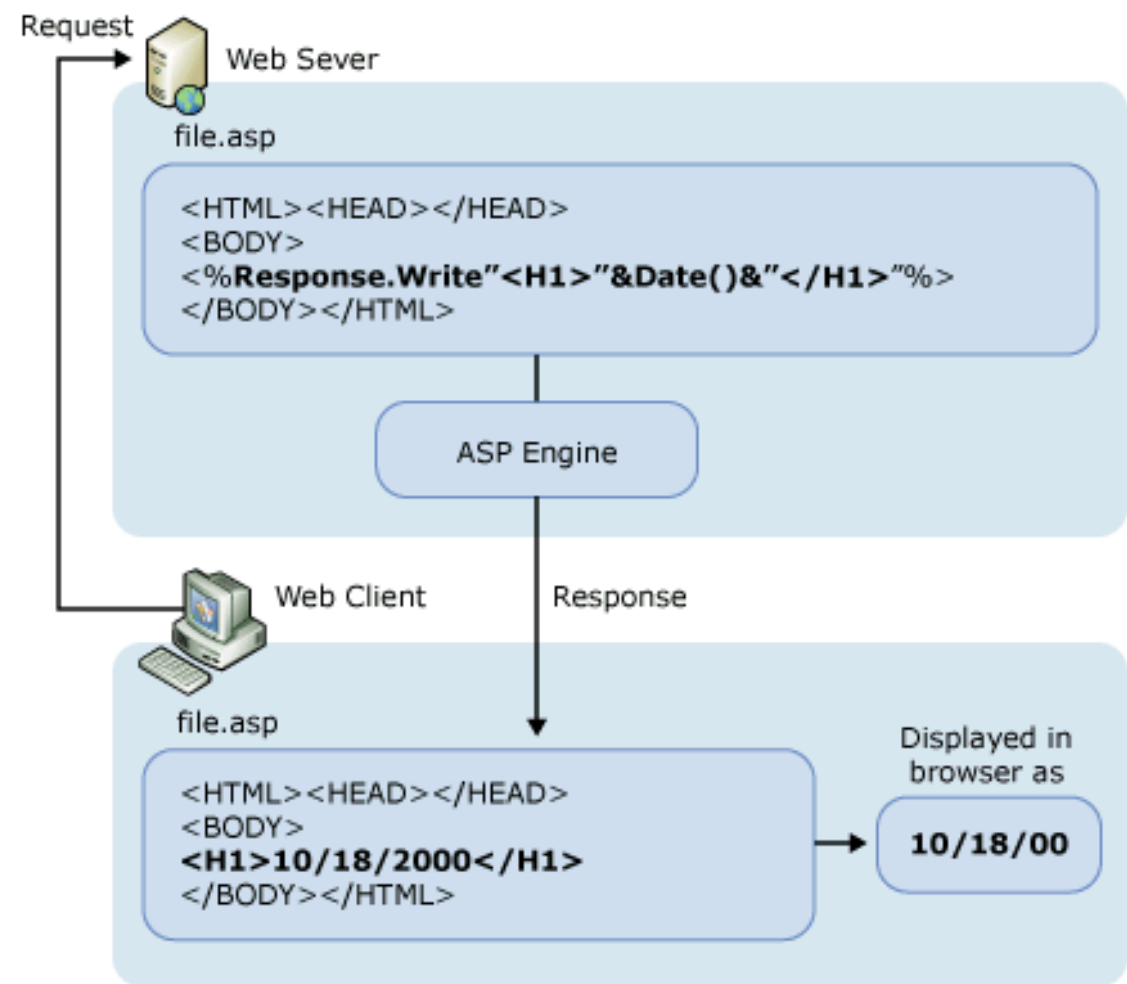 Request
Web Sever
file.asp
<HTML><HEAD></HEAD>
<BODY>
<%Response.Write”<H1>”&Date()&”</H1>”%>
</BODY></HTML>
ASP Engine
Web Client
Response
file.asp
<HTML><HEAD></HEAD>
<BODY>
<H1>10/18/2000</H1>
</BODY></HTML>
Displayed in
browser as
10/18/00